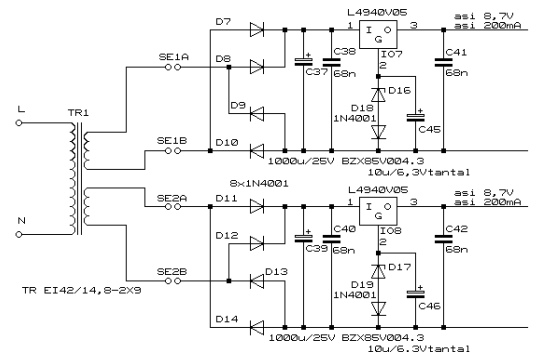 D7
L4940V05
asi 8,7V
asi 200mA
1 I O 3
G
IO7
2
D8
SE1A
C37
C38
68n
C41
68n
L
TR1
D9
D16
D18
1N4001
C45
SE1B
D10
1000u/25V BZX85V004.3
10u/6,3Vtantal
8x1N4001
L4940V05
asi 8,7V
asi 200mA
SE2A
D11
1 I O 3
G
IO8
2
N
D12
C39
C40
68n
C42
68n
SE2B
D13
D17
D19
1N4001
C46
TR EI42/14,8-2X9
D14
1000u/25V BZX85V004.3
10u/6.3Vtantal